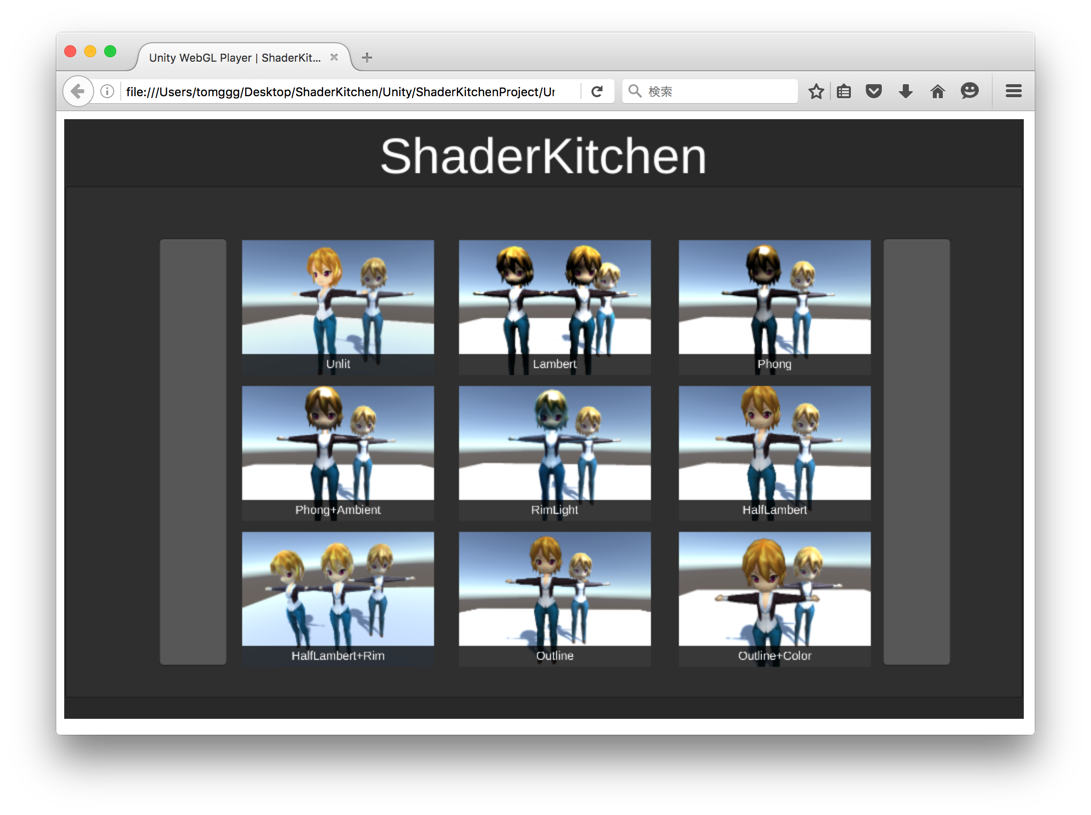 Unity WebGL Player | ShaderKit...
file:///Users/tomggg/Desktop/ShaderKitchen/Unity/ShaderKitchenProject/Ur
検索
ShaderKitchen
Unlit
Lambert
Phong
Phong+Ambient
RimLight
HalfLambert
HalfLambert+Rim
Outline
Outline+Color